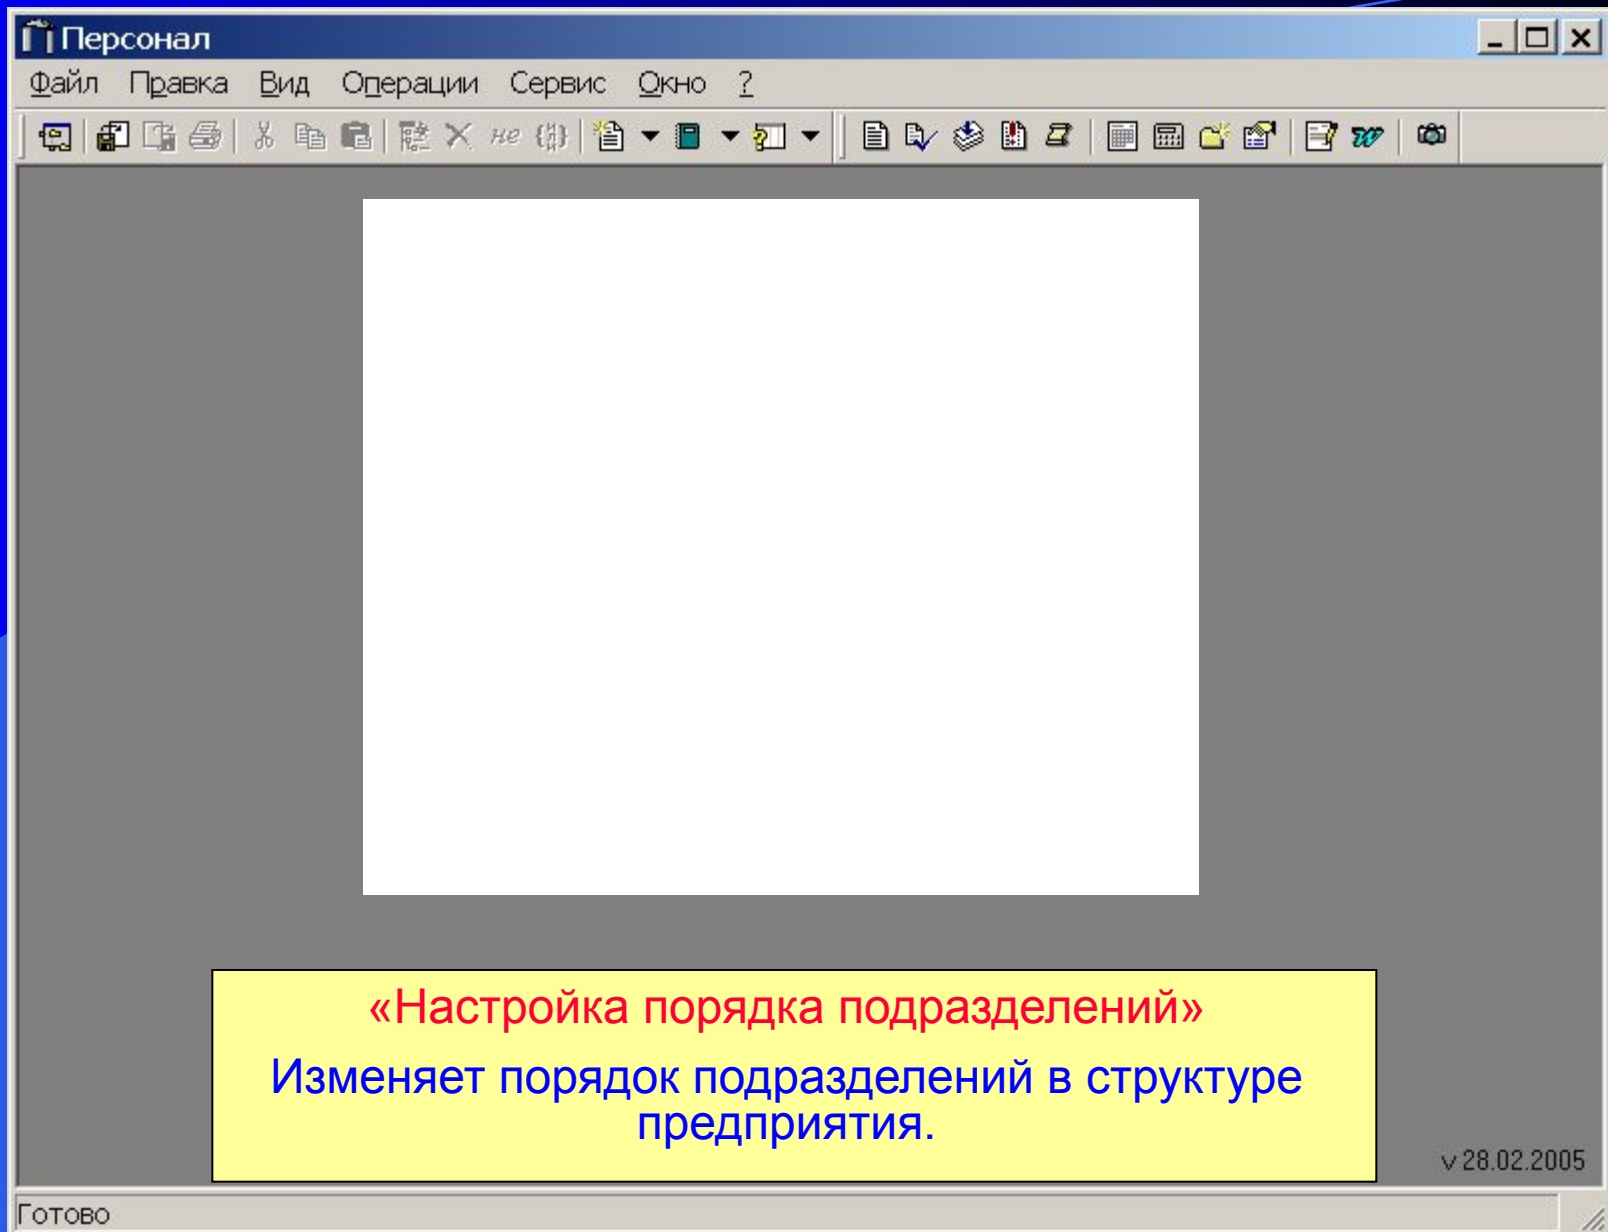 Персонал
Файл Правка Вид Операции Сервис Окно ?
не {#}
«Настройка порядка подразделений»
Изменяет порядок подразделений в структуре
предприятия.
v 28.02.2005
Готово